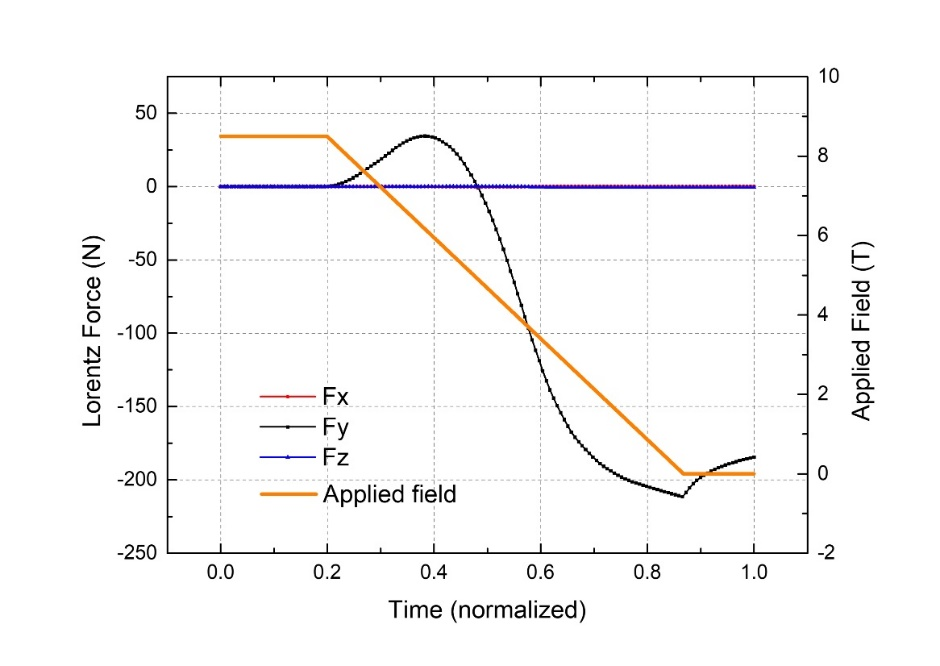 10
50
8
0
6
-50
4
-100
2
-150
0
-200
-2
-250
Lorentz Force (N)
Applied Field (T)
Fx
Fy
Fz
Applied field
0.0 0.2 0.4 0.6 0.8 1.0
Time (normalized)